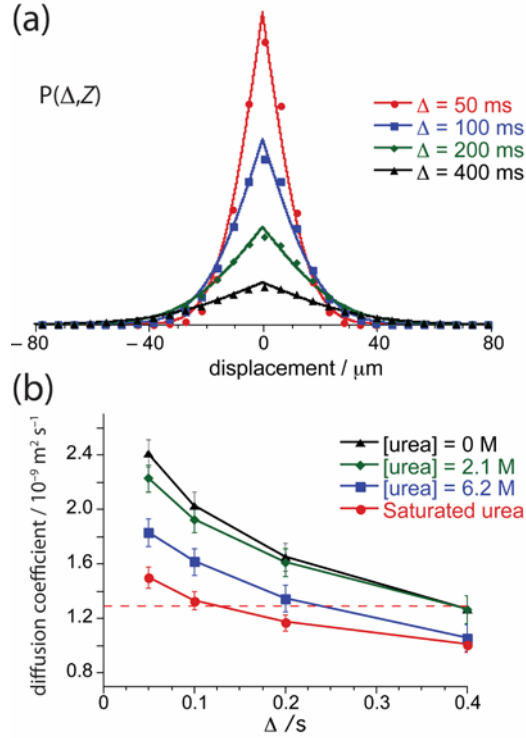 (a)
P(Δ,Z)
Δ = 50 ms
Δ = 100 ms
Δ = 200 ms
Δ = 400 ms
– 80 – 40 0 40 80
displacement / μm
(b)
diffusion coefficient / 10⁻⁹ m² s⁻¹
2.4
2.0
1.6
1.2
0.8
[urea] = 0 M
[urea] = 2.1 M
[urea] = 6.2 M
Saturated urea
0.0 0.1 0.2 0.3 0.4
Δ /s